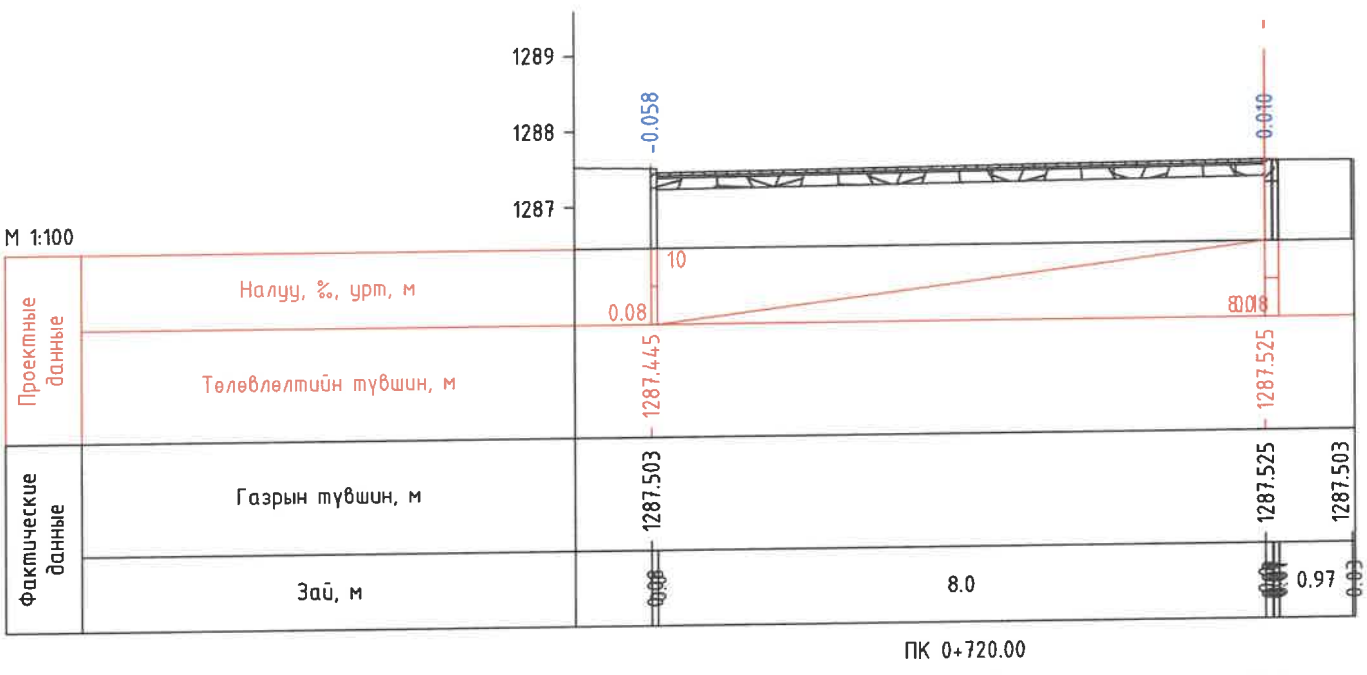 1289
1288
1287
-0.058
0.010
М 1:100
Проектные данные
Налуу, ‰, урт, м
10
0.08
Төлөвлөлтийн түвшин, м
1287.445
1287.525
Фактические данные
Газрын түвшин, м
1287.503
1287.525
1287.503
Зай, м
8.0
0.97
0.03
ПК 0+720.00